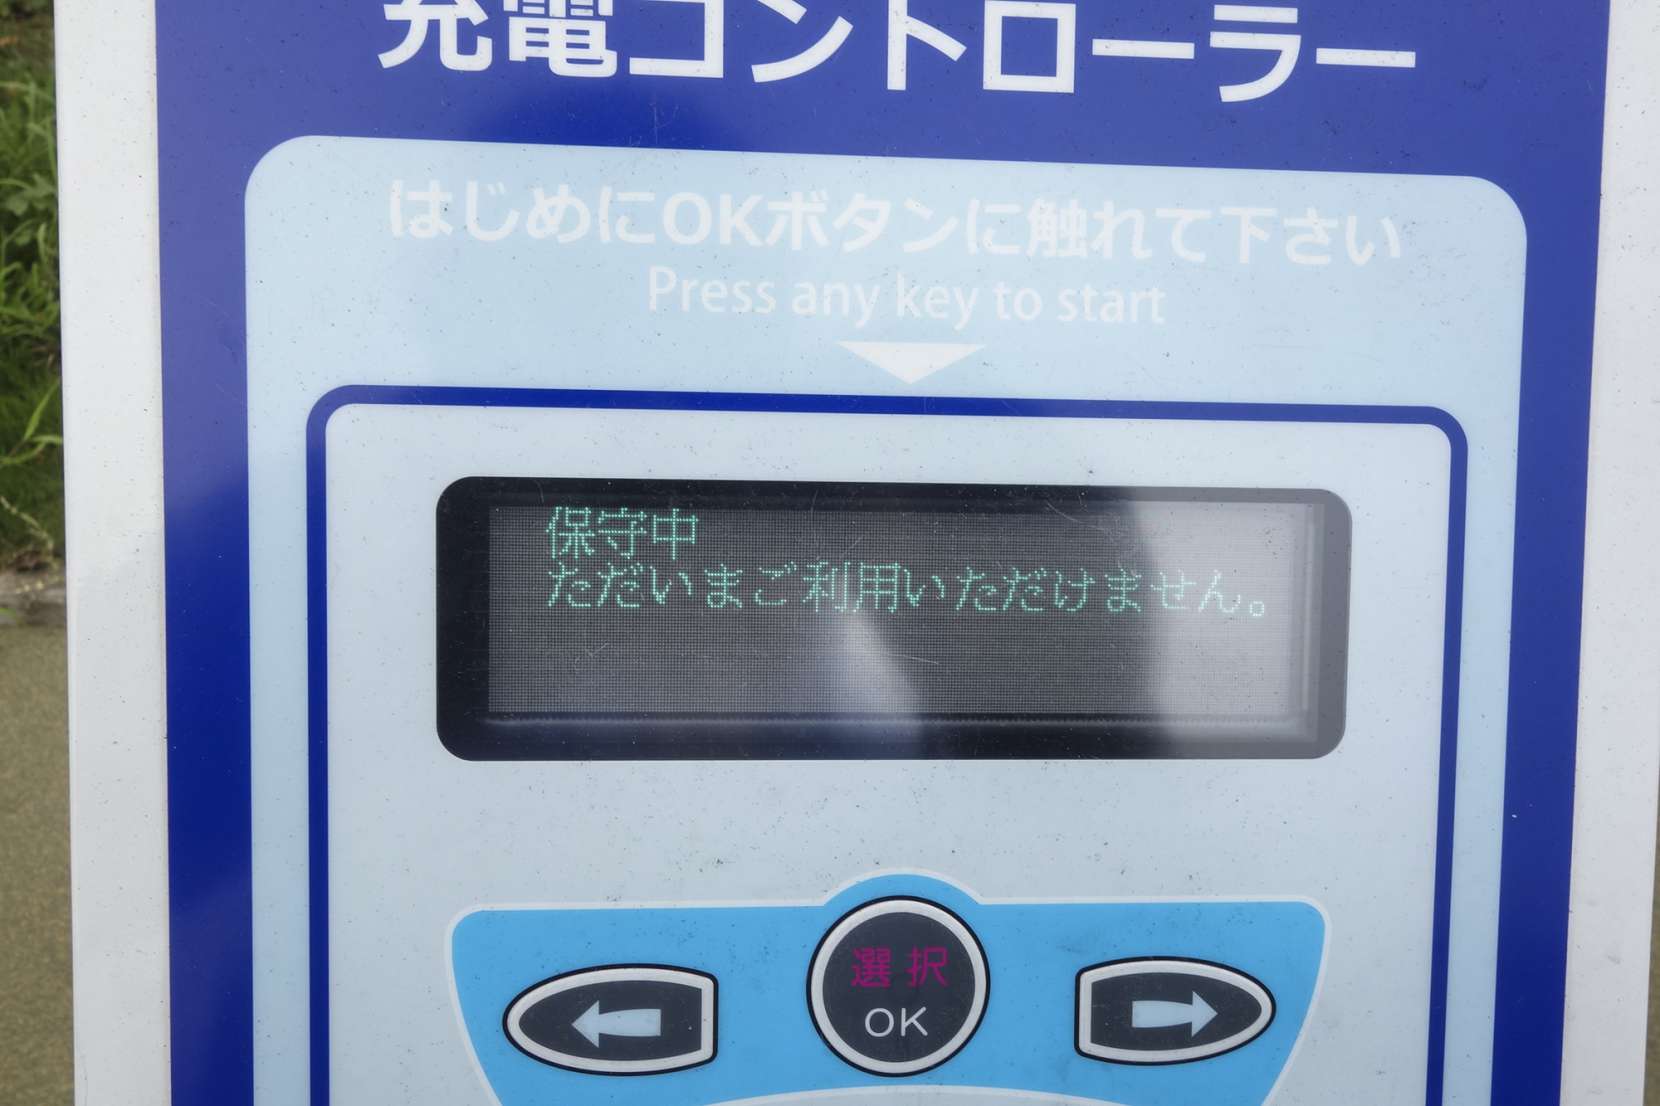 充電コントローラー
はじめにOKボタンに触れて下さい
Press any key to start
保守中
ただいまご利用いただけません。
選択
OK